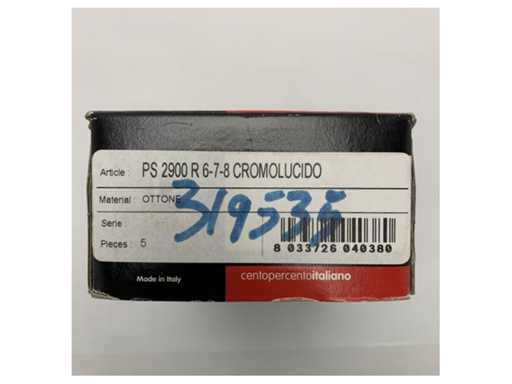 Article : PS 2900 R 6-7-8 CROMOLUCIDO
Material : OTTONE
319535
Serie :
Pieces : 5
8 033726 040380
Made in Italy
centopercentoitaliano